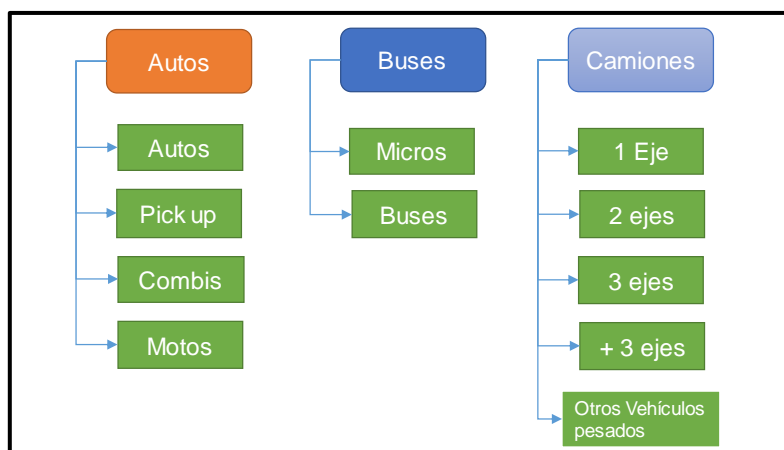 Autos
Autos
Pick up
Combis
Motos
Buses
Micros
Buses
Camiones
1 Eje
2 ejes
3 ejes
+ 3 ejes
Otros Vehículos
pesados